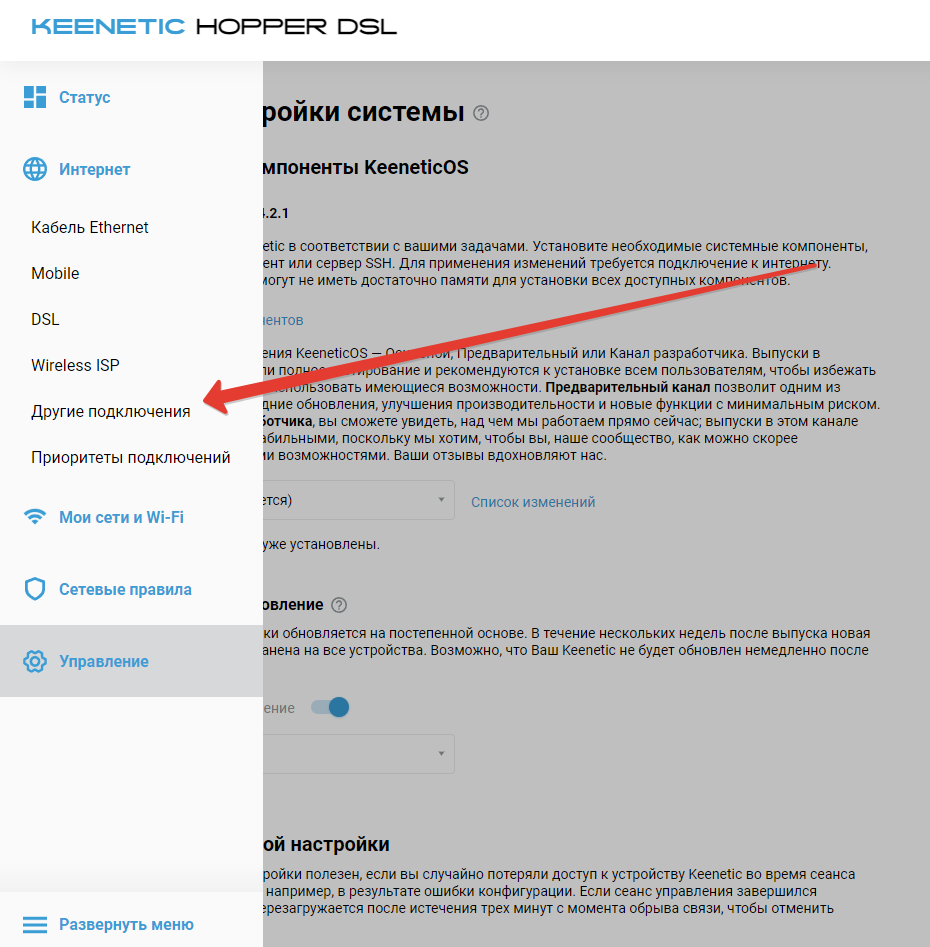 KEENETIC HOPPER DSL
Статус
Интернет
Кабель Ethernet
Mobile
DSL
Wireless ISP
Другие подключения
Приоритеты подключений
Мои сети и Wi-Fi
Сетевые правила
Управление
Развернуть меню
ройки системы
мпоненты KeeneticOS
4.2.1
etic в соответствии с вашими задачами. Установите необходимые системные компоненты,
ент или сервер SSH. Для применения изменений требуется подключение к интернету.
могут не иметь достаточно памяти для установки всех доступных компонентов.
нентов
ения KeeneticOS — Основной, Предварительный или Канал разработчика. Выпуски в
ли полное тестирование и рекомендуются к установке всем пользователям, чтобы избежать
использовать имеющиеся возможности. Предварительный канал позволит одним из
дние обновления, улучшения производительности и новые функции с минимальным риском.
ботчика, вы сможете увидеть, над чем мы работаем прямо сейчас; выпуски в этом канале
абильными, поскольку мы хотим, чтобы вы, наше сообщество, как можно скорее
ми возможностями. Ваши отзывы вдохновляют нас.
ется)
Список изменений
уже установлены.
овление
ки обновляется на постепенной основе. В течение нескольких недель после выпуска новая
анена на все устройства. Возможно, что Ваш Keenetic не будет обновлен немедленно после
ение
ой настройки
ройки полезен, если вы случайно потеряли доступ к устройству Keenetic во время сеанса
например, в результате ошибки конфигурации. Если сеанс управления завершился
ерезагружается после истечения трех минут с момента обрыва связи, чтобы отменить